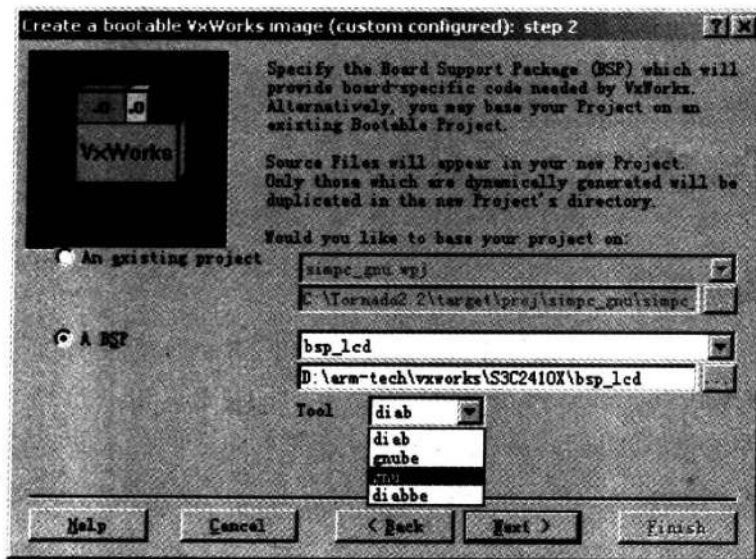 Create a bootable VxWorks image (custom configured): step 2
.O .O
VxWorks
Specify the Board Support Package (BSP) which will
provide board-specific code needed by VxWorks.
Alternatively, you may base your Project on an
existing Bootable Project.
Source Files will appear in your new Project.
Only those which are dynamically generated will be
duplicated in the new Project's directory.
Would you like to base your project on:
An existing project
simpc_gnu.wpj
C:\Tornado2.2\target\proj\simpc_gnu\simpc_
...
A BSP
bsp_lcd
D:\arm-tech\vxworks\S3C2410X\bsp_lcd
...
Tool
diab
diab
gnube
gnu
diabbe
Help
Cancel
< Back
Next >
Finish